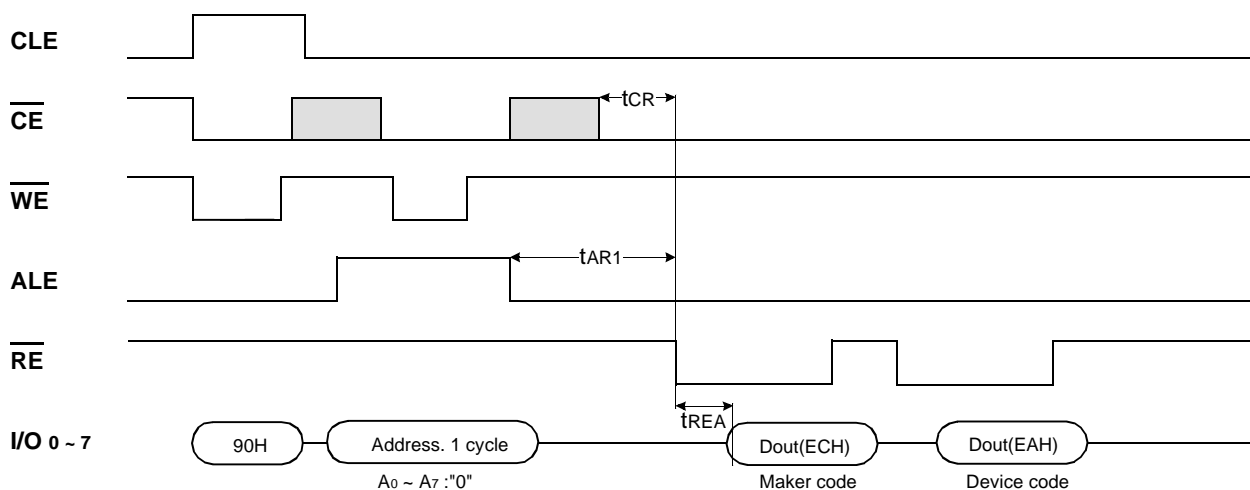 CLE
CE
tCR
WE
tAR1
ALE
RE
tREA
I/O 0 ~ 7
90H
Address. 1 cycle
Dout(ECH)
Dout(EAH)
A0 ~ A7 :"0"
Maker code
Device code